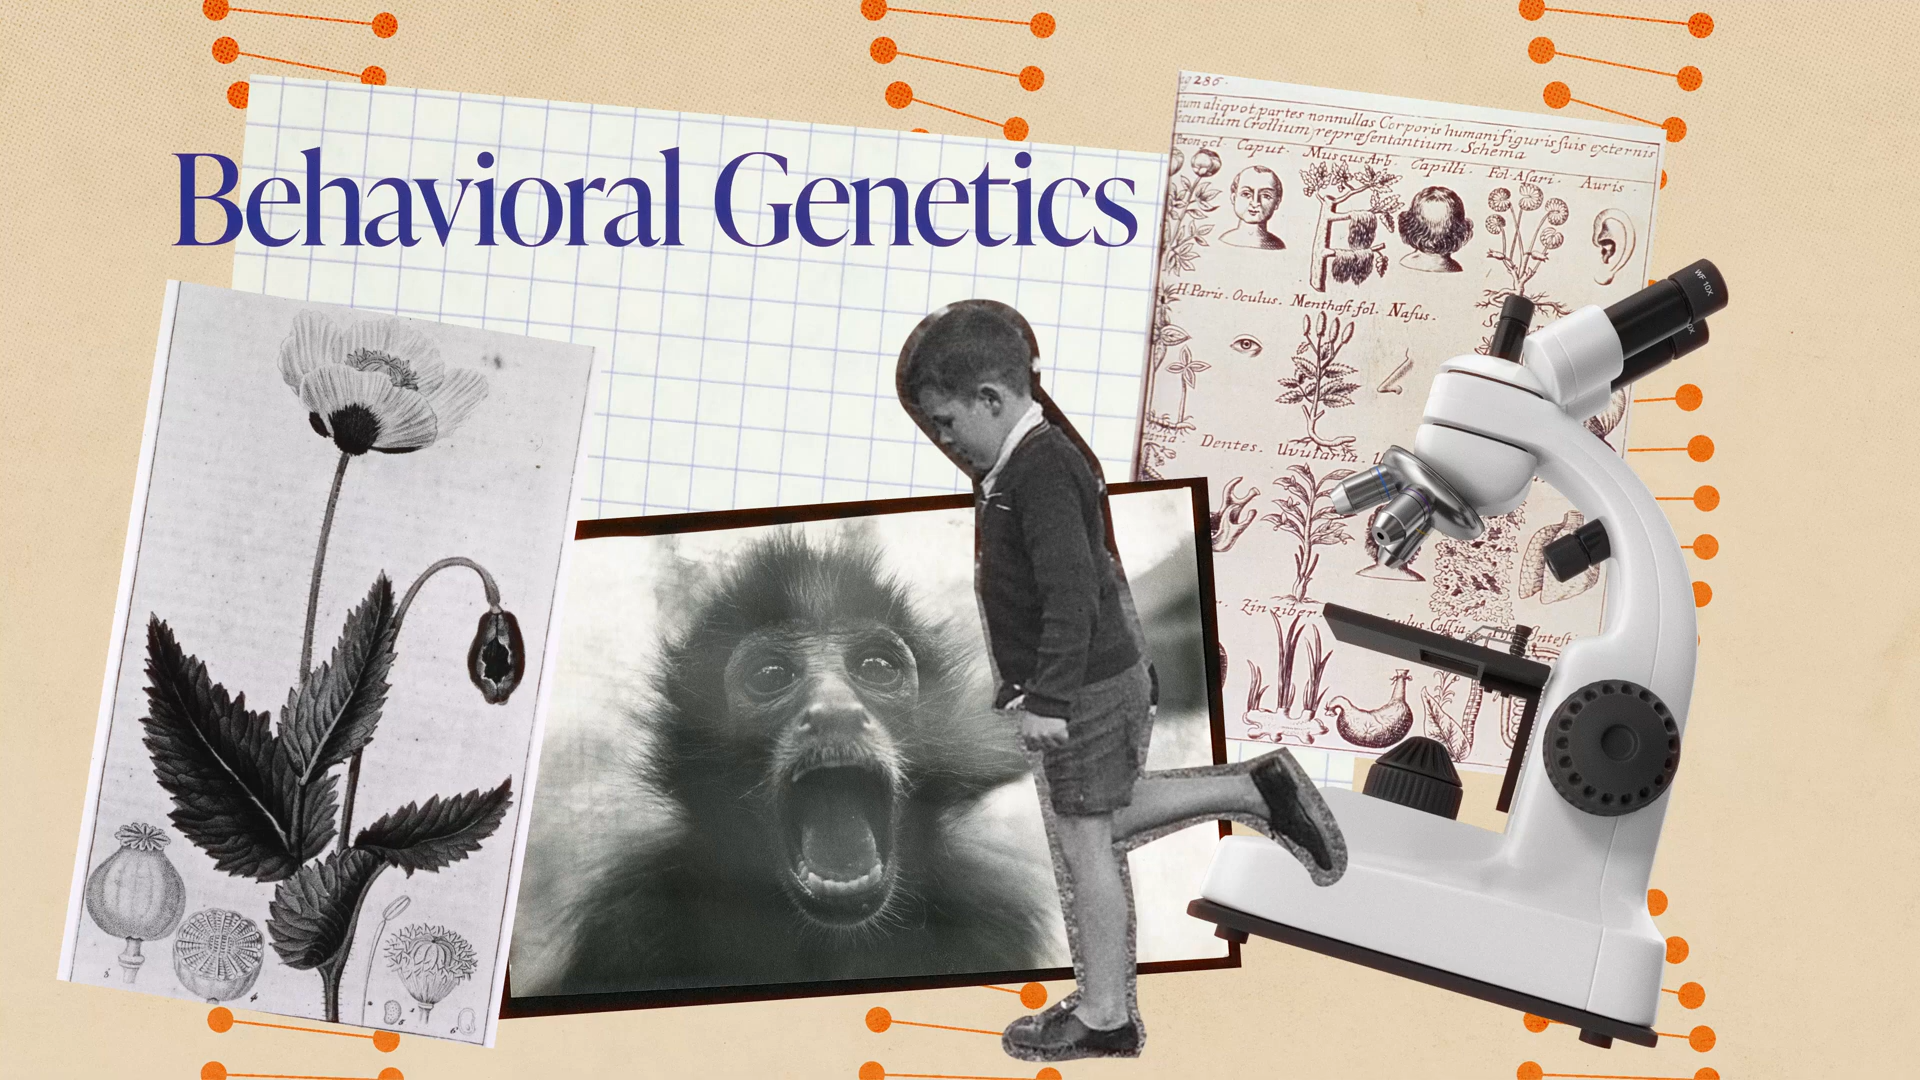 Behavioral Genetics
286.
aliquot partes nonnullas Corporis humani figuris suis externis
secundum Crollium repræsentantium Schema
Caput. Muscus Arb. Capilli. Fol. Asari. Auris.
H Paris. Oculus. Menthast. fol. Nasus.
Dentes. Uvularia.
Zinziber.
WF 10X